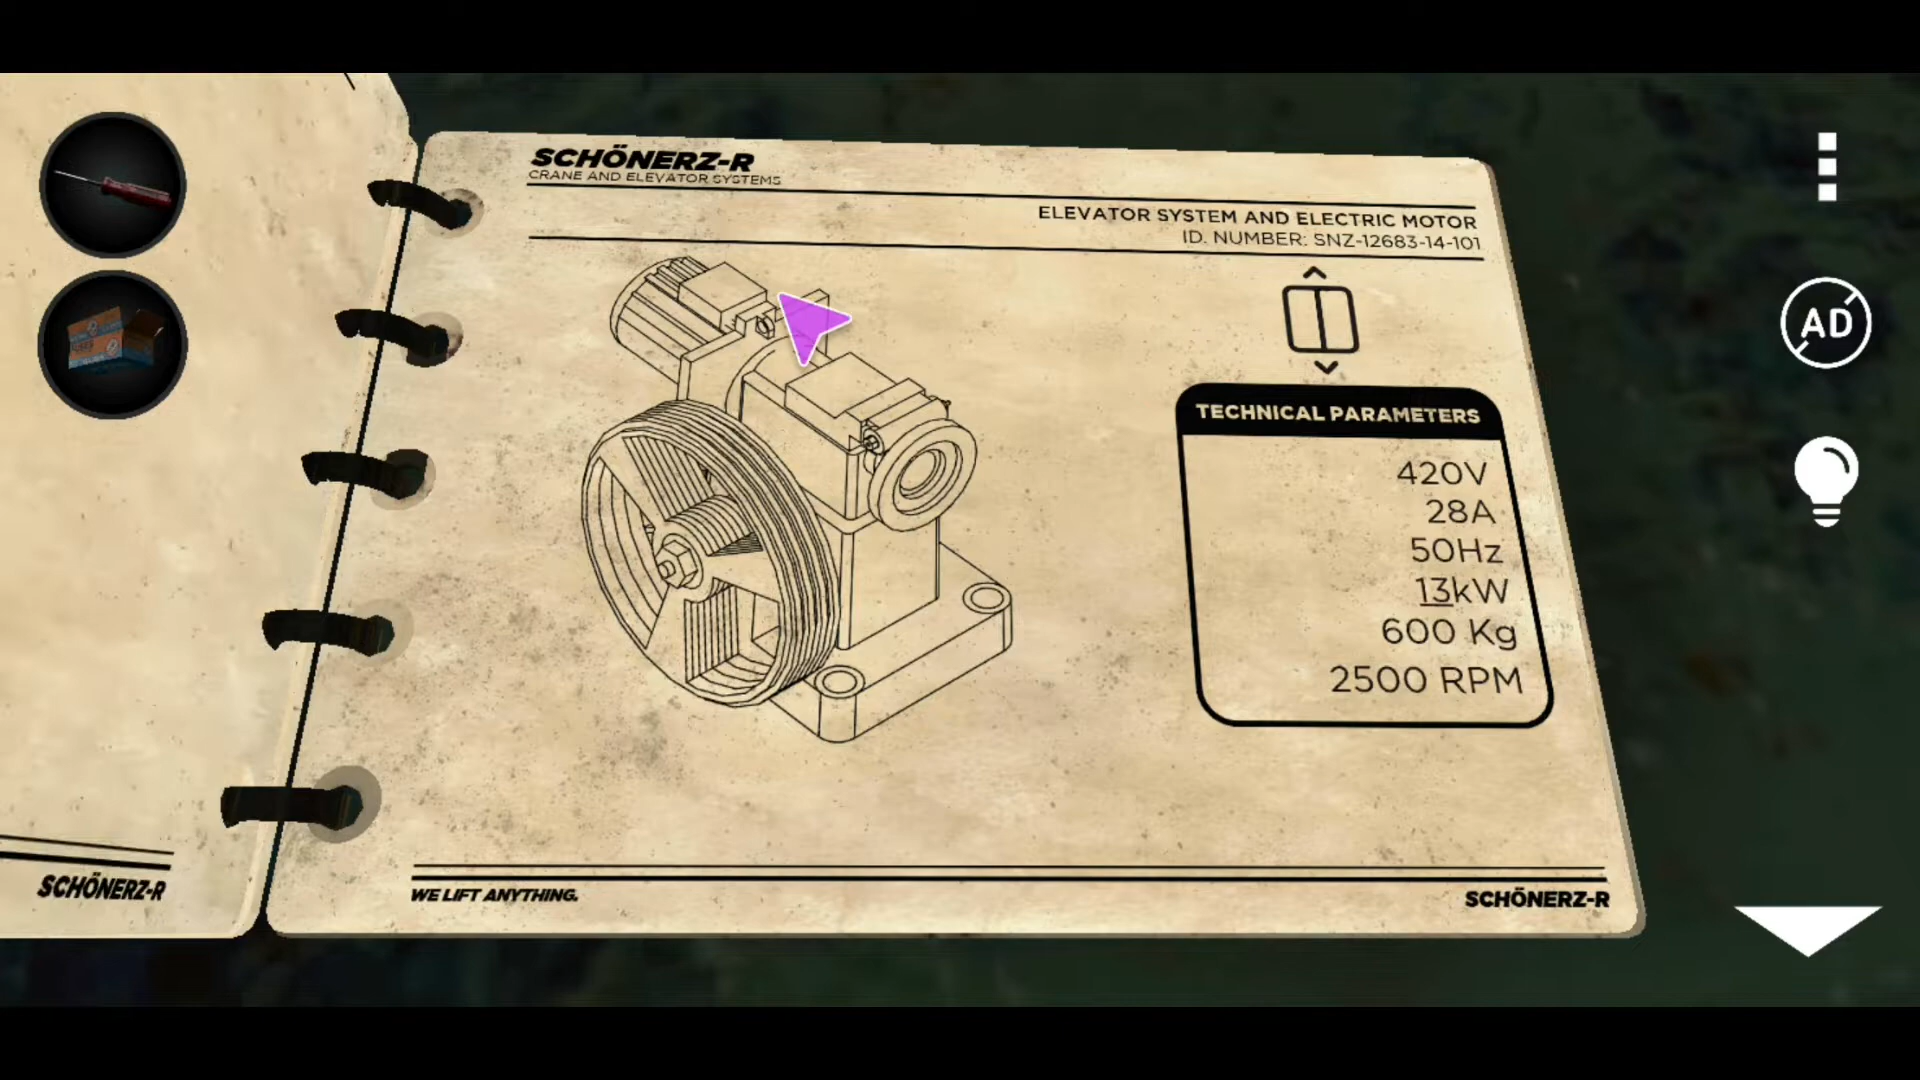 SCHÖNERZ-R
CRANE AND ELEVATOR SYSTEMS
ELEVATOR SYSTEM AND ELECTRIC MOTOR
ID. NUMBER: SNZ-12683-14-101
TECHNICAL PARAMETERS
420V
28A
50Hz
13kW
600 Kg
2500 RPM
SCHÖNERZ-R
WE LIFT ANYTHING.
SCHÖNERZ-R
AD